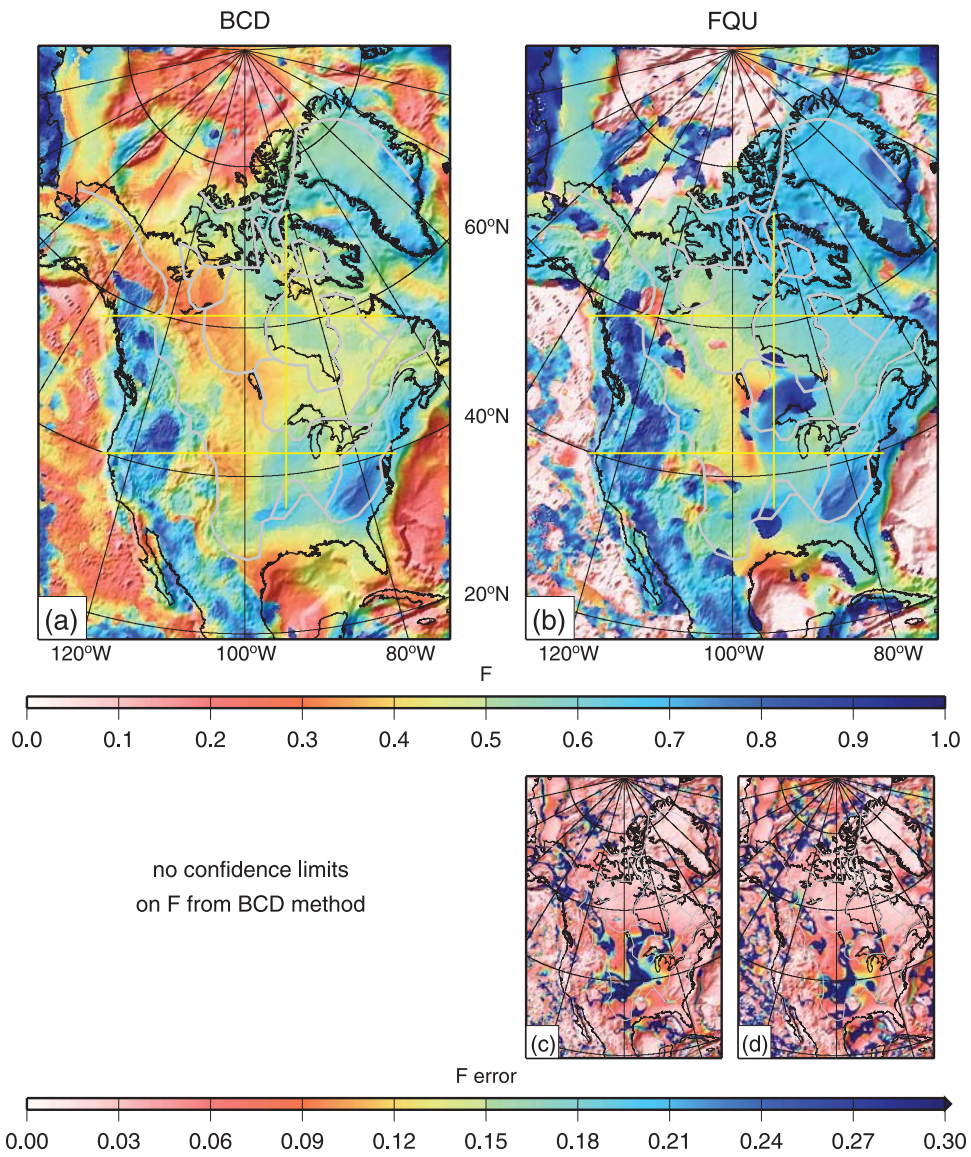 BCD
FQU
60°N
40°N
20°N
(a)
(b)
120°W 100°W 80°W
120°W 100°W 80°W
F
0.0 0.1 0.2 0.3 0.4 0.5 0.6 0.7 0.8 0.9 1.0
no confidence limits
on F from BCD method
(c)
(d)
F error
0.00 0.03 0.06 0.09 0.12 0.15 0.18 0.21 0.24 0.27 0.30